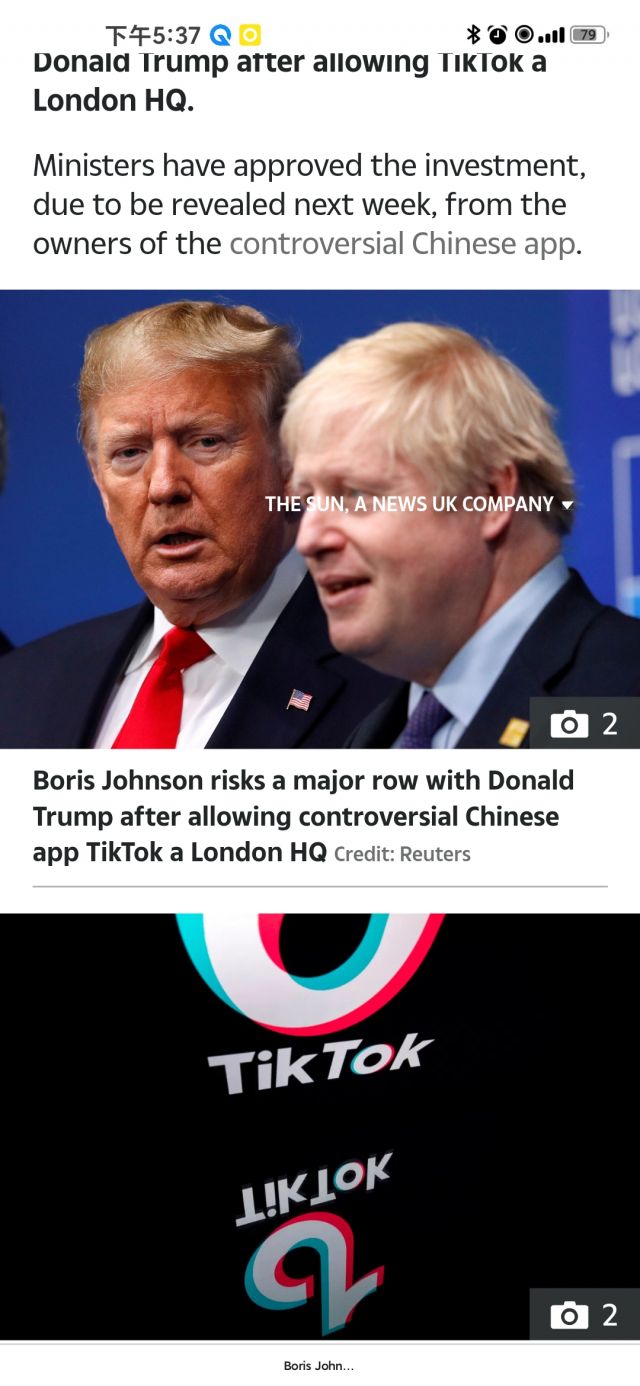 下午5:37
79
Donald Trump after allowing TikTok a
London HQ.
Ministers have approved the investment,
due to be revealed next week, from the
owners of the controversial Chinese app.
THE SUN, A NEWS UK COMPANY
2
Boris Johnson risks a major row with Donald
Trump after allowing controversial Chinese
app TikTok a London HQ Credit: Reuters
TikTok
TikTok
2
Boris John...